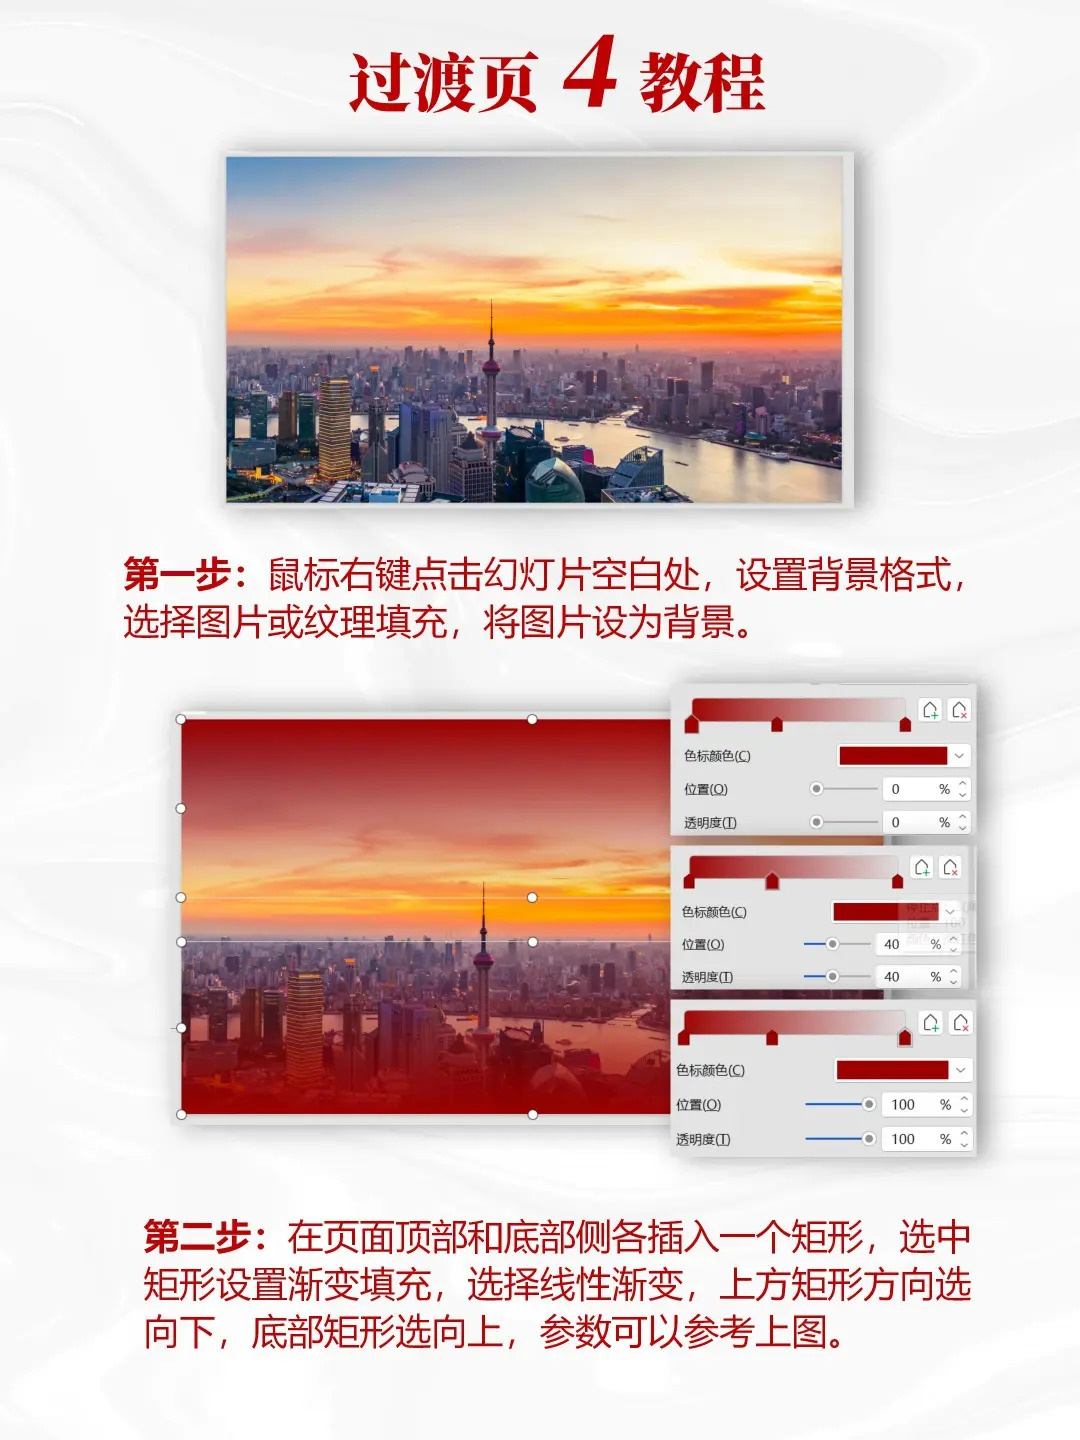 过渡页 4 教程
第一步：鼠标右键点击幻灯片空白处，设置背景格式，
选择图片或纹理填充，将图片设为背景。
色标颜色(C)
位置(O) 0 %
透明度(T) 0 %
色标颜色(C)
位置(O) 40 %
透明度(T) 40 %
色标颜色(C)
位置(O) 100 %
透明度(T) 100 %
第二步：在页面顶部和底部侧各插入一个矩形，选中
矩形设置渐变填充，选择线性渐变，上方矩形方向选
向下，底部矩形选向上，参数可以参考上图。